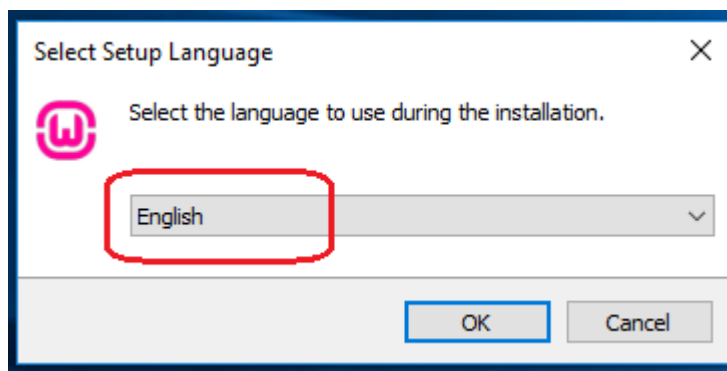 Select Setup Language
Select the language to use during the installation.
English
OK
Cancel